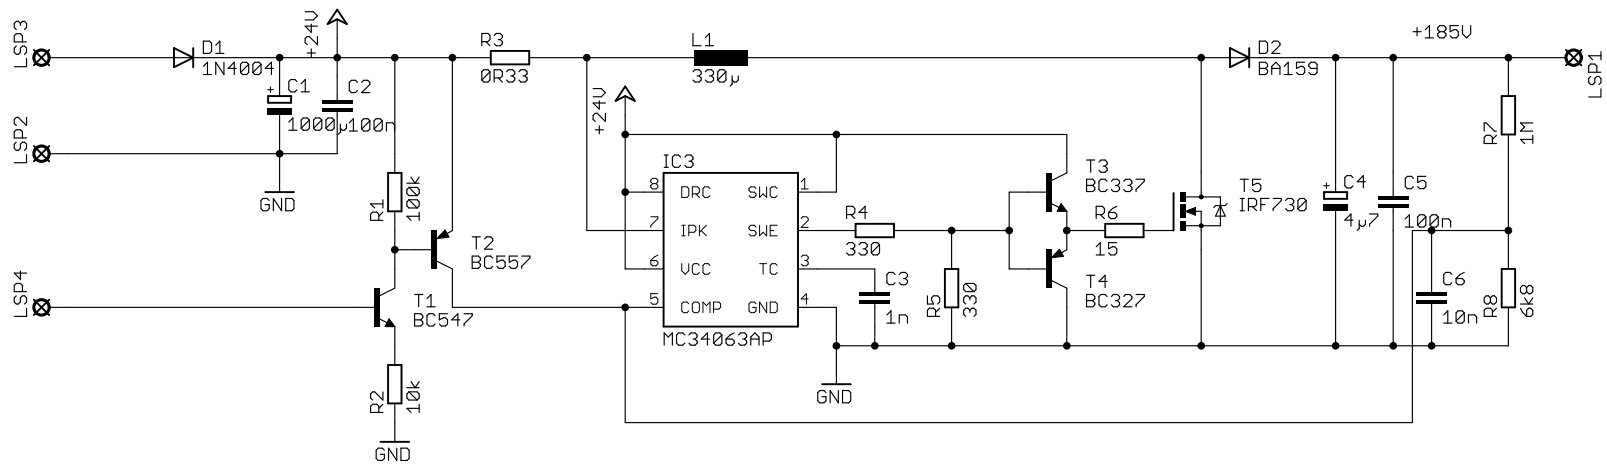 LSP3
D1
1N4004
+24V
C1
+
1000µ
C2
100n
R3
0R33
L1
330µ
D2
BA159
+185V
LSP1
LSP2
GND
R1
100k
T2
BC557
LSP4
T1
BC547
R2
10k
GND
+24V
IC3
8
DRC
SWC
1
7
IPK
SWE
2
6
VCC
TC
3
5
COMP
GND
4
MC34063AP
R4
330
C3
1n
R5
330
GND
T3
BC337
T4
BC327
R6
15
T5
IRF730
+
C4
4µ7
C5
100n
R7
1M
C6
10n
R8
6k8